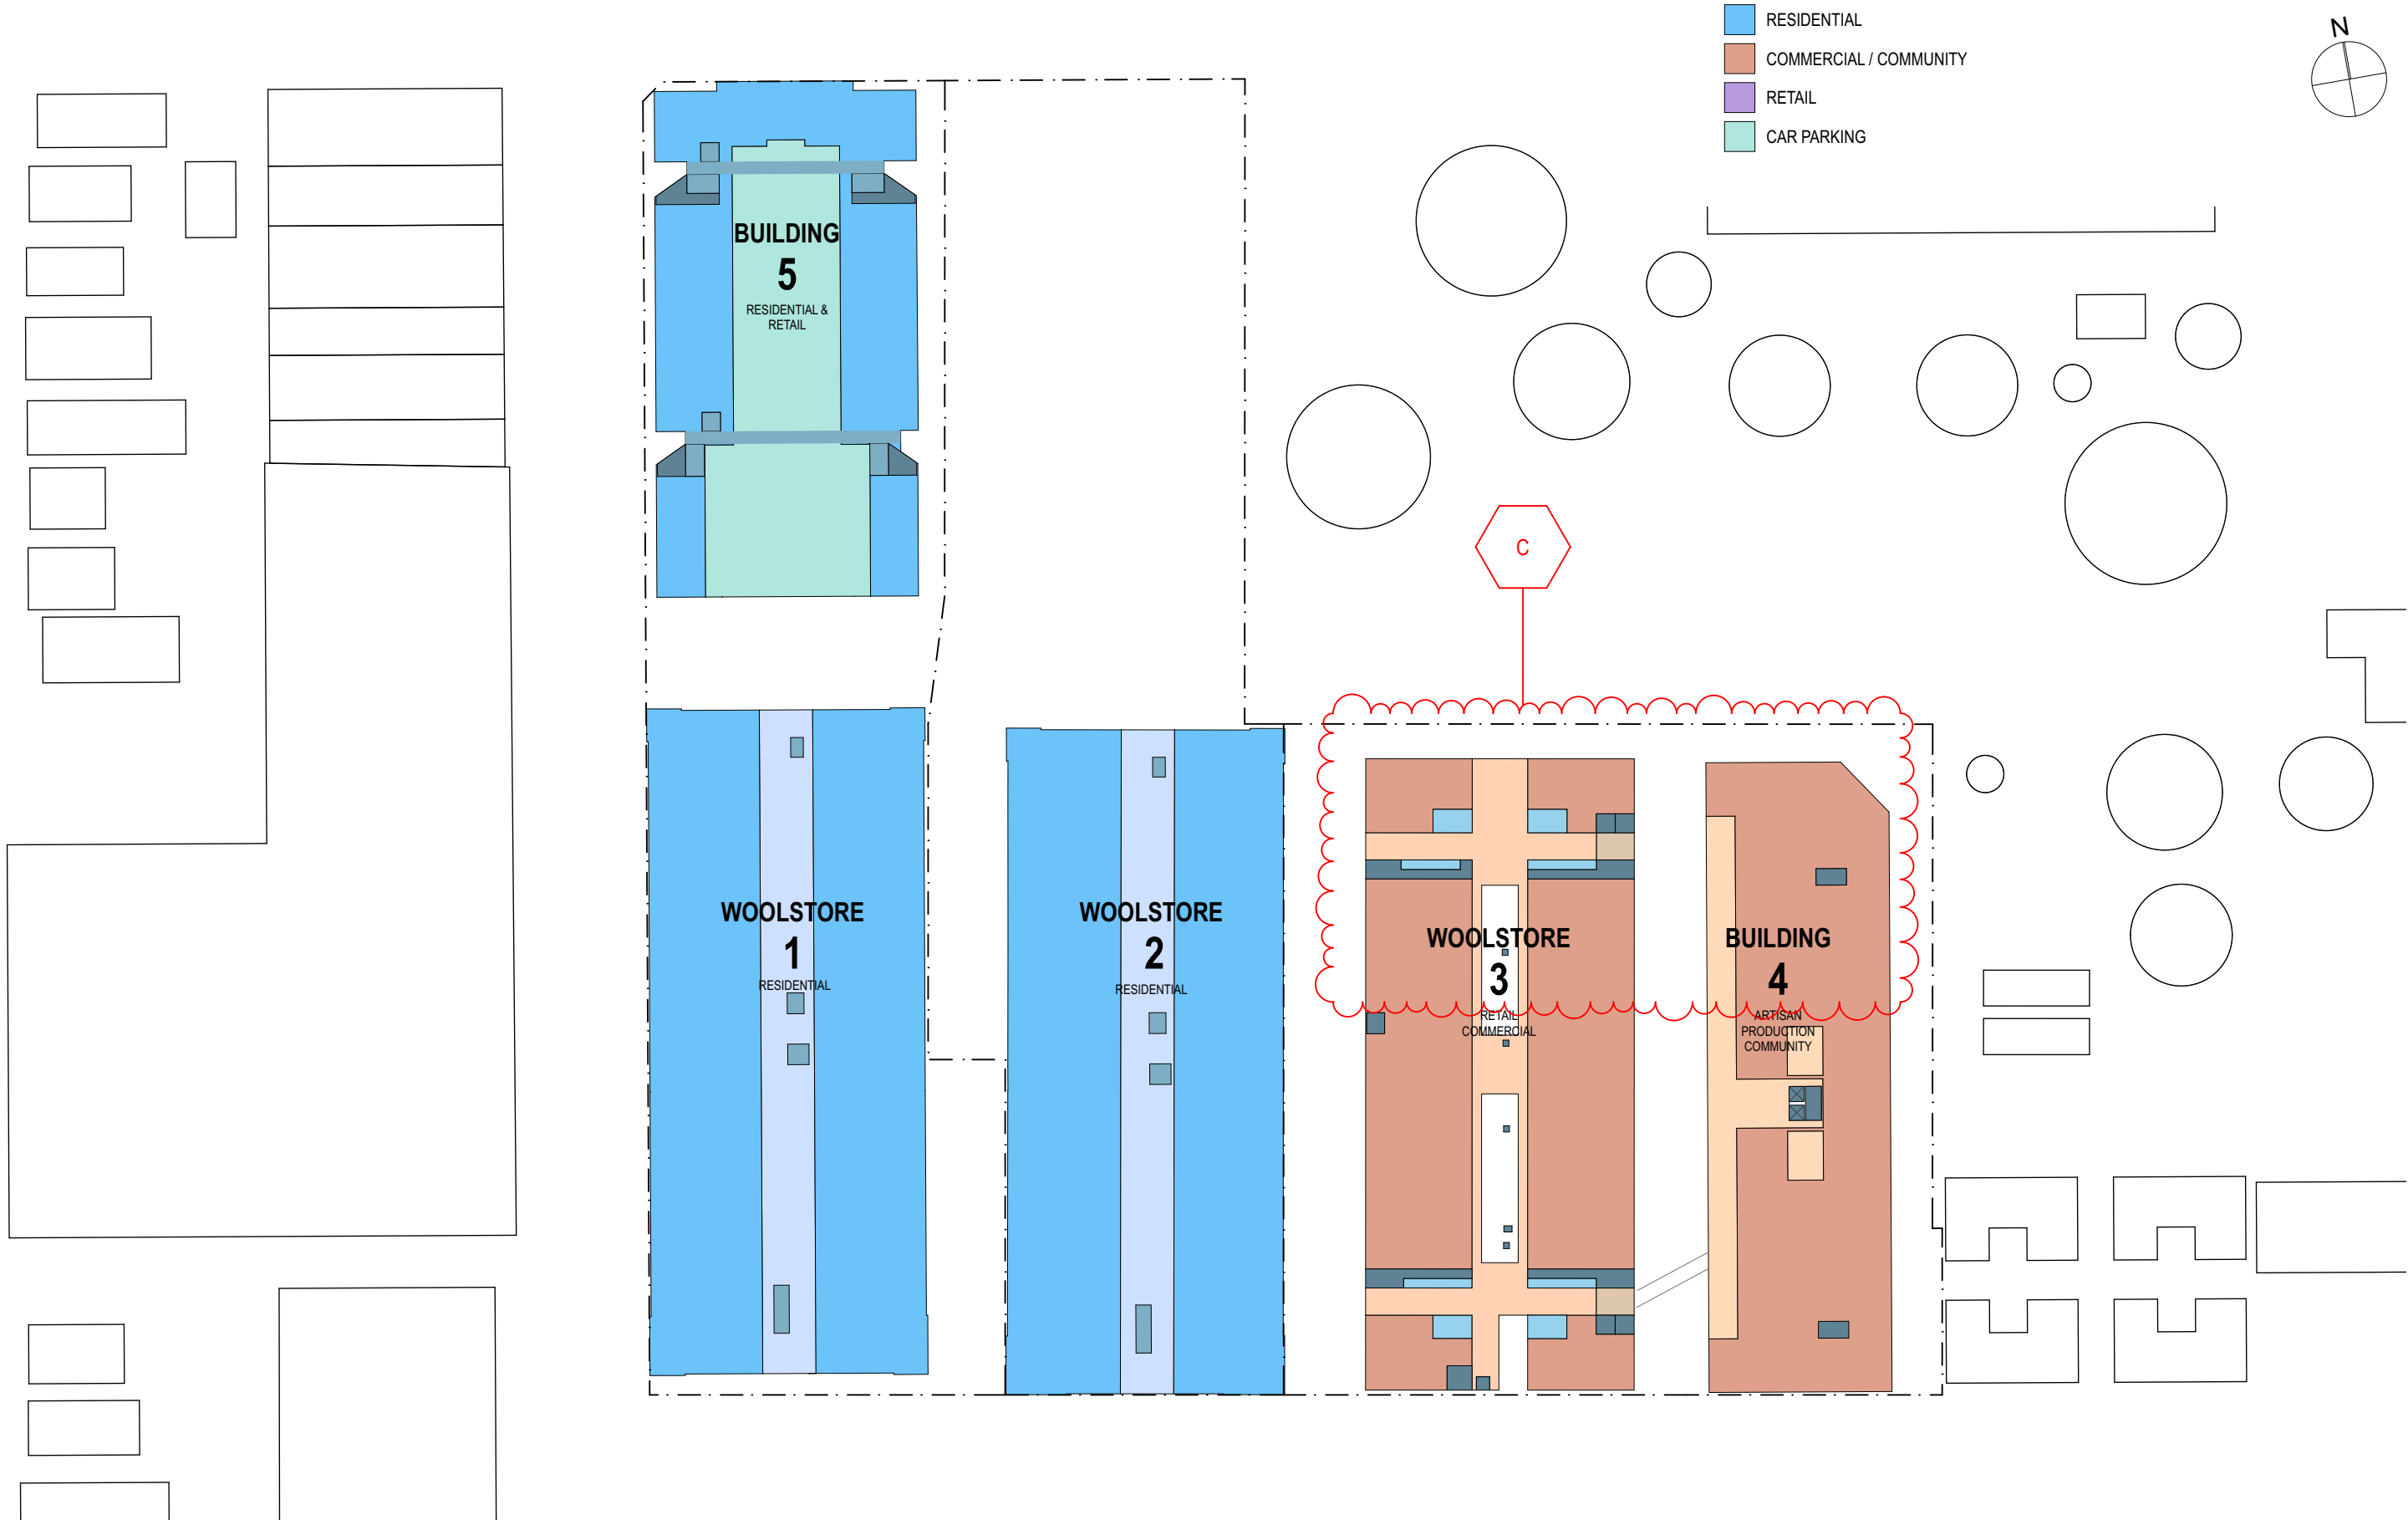 RESIDENTIAL
COMMERCIAL / COMMUNITY
RETAIL
CAR PARKING
N
BUILDING
5
RESIDENTIAL &
RETAIL
C
WOOLSTORE
1
RESIDENTIAL
WOOLSTORE
2
RESIDENTIAL
WOOLSTORE
3
RETAIL
COMMERCIAL
BUILDING
4
ARTISAN
PRODUCTION
COMMUNITY